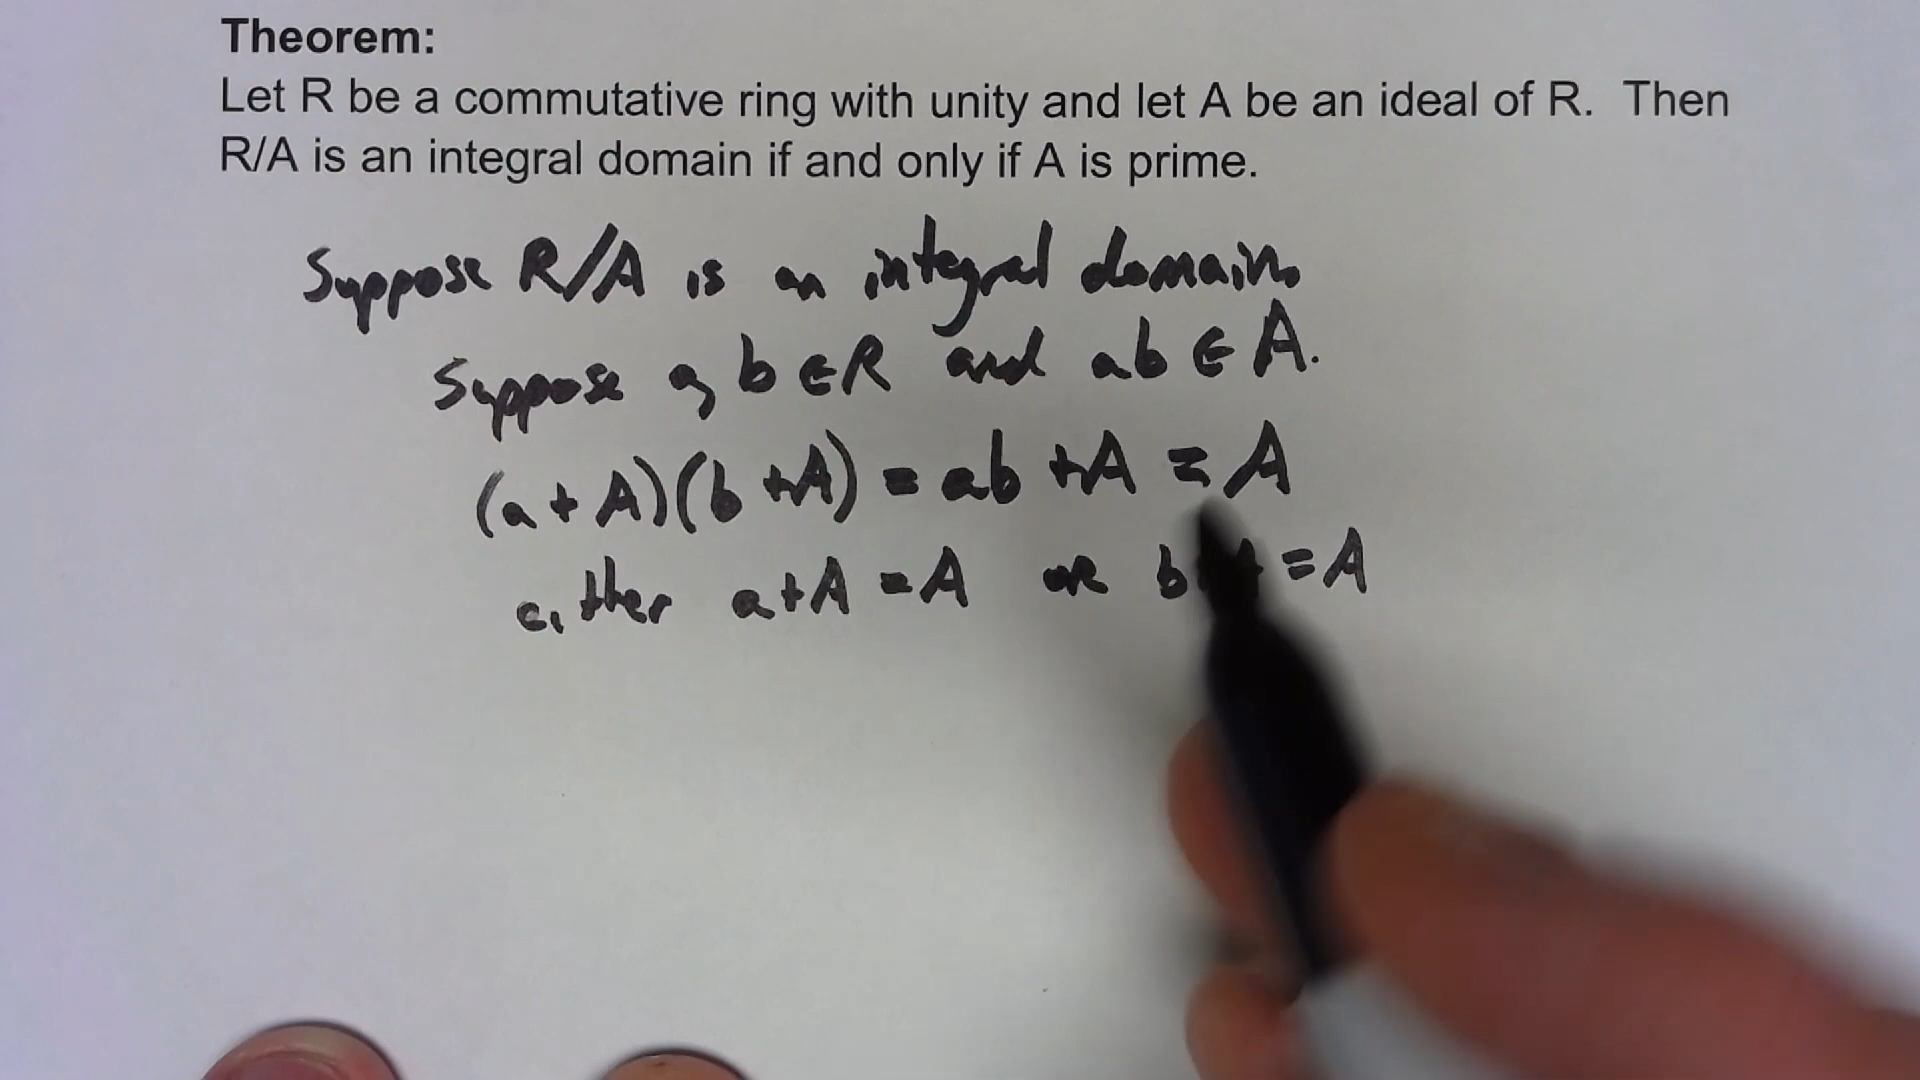 Theorem:
Let R be a commutative ring with unity and let A be an ideal of R. Then
R/A is an integral domain if and only if A is prime.
Suppose R/A is an integral domain.
Suppose a, b ∈ R and ab ∈ A.
(a + A)(b + A) = ab + A = A
either a + A = A or b = A